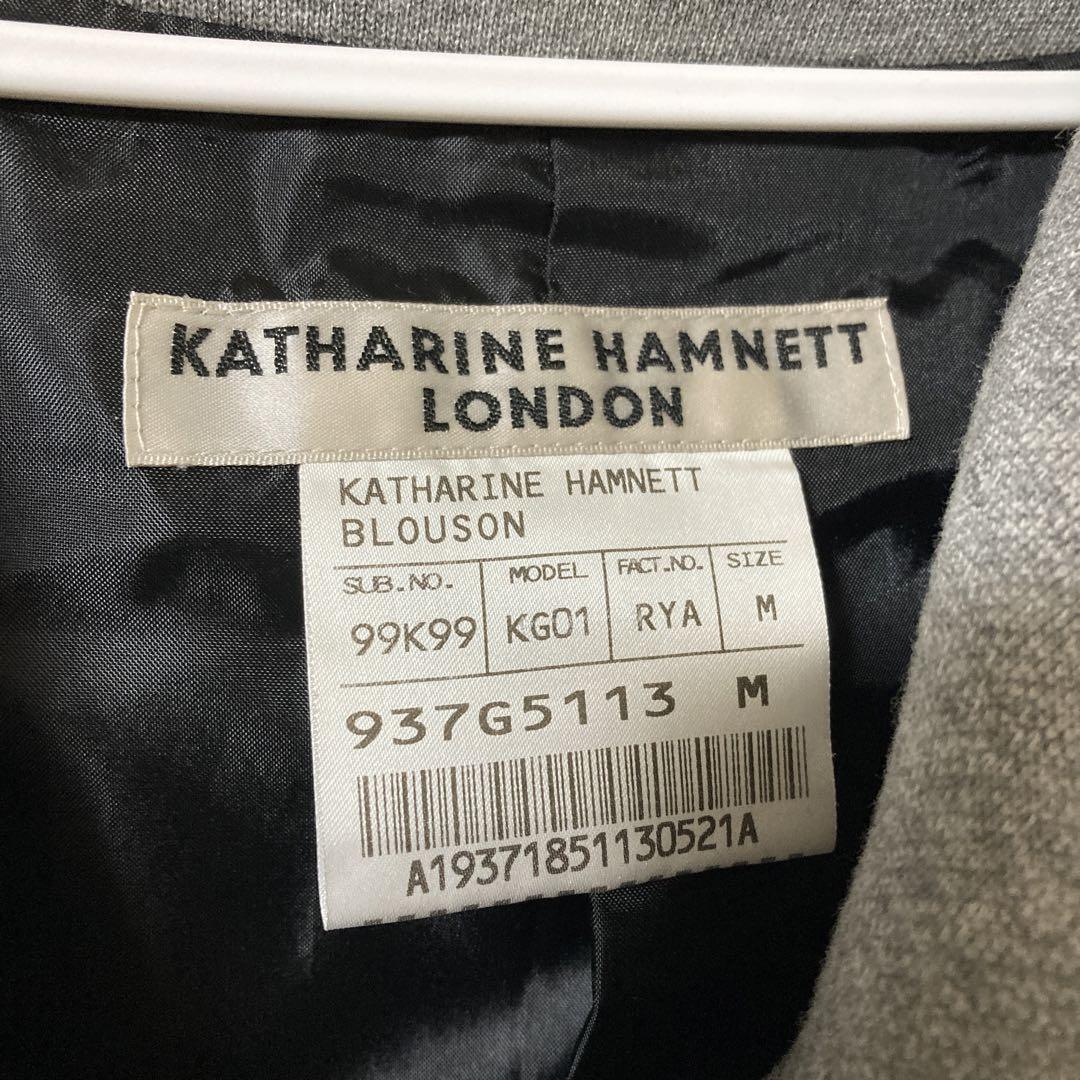 KATHARINE HAMNETT
LONDON
KATHARINE HAMNETT
BLOUSON
SUB.NO. MODEL FACT.NO. SIZE
99K99 KG01 RYA M
937G5113 M
A19371851130521A